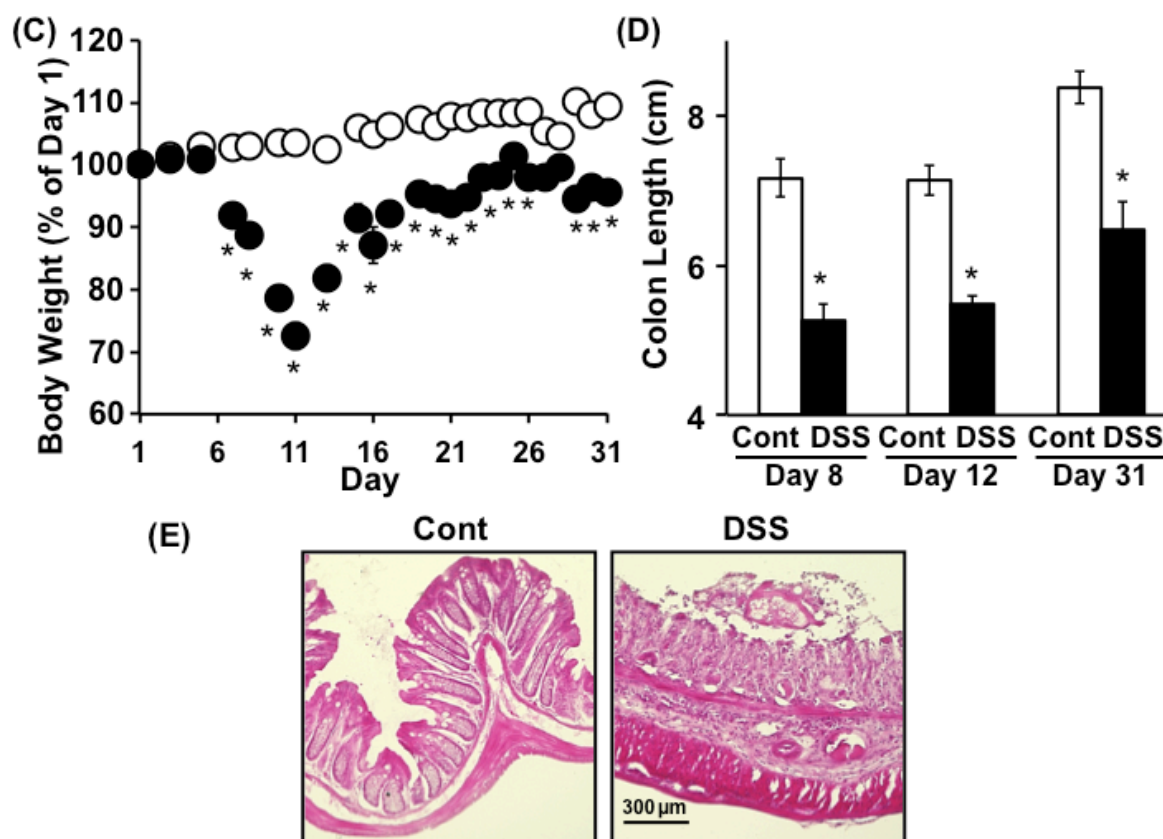 (C)
Body Weight (% of Day 1)
120
110
100
90
80
70
60
1 6 11 16 21 26 31
Day
* * * * * * * * * * * * * * * * * *
(D)
Colon Length (cm)
8
6
4
* * *
Cont DSS Cont DSS Cont DSS
Day 8 Day 12 Day 31
(E)
Cont DSS
300 µm